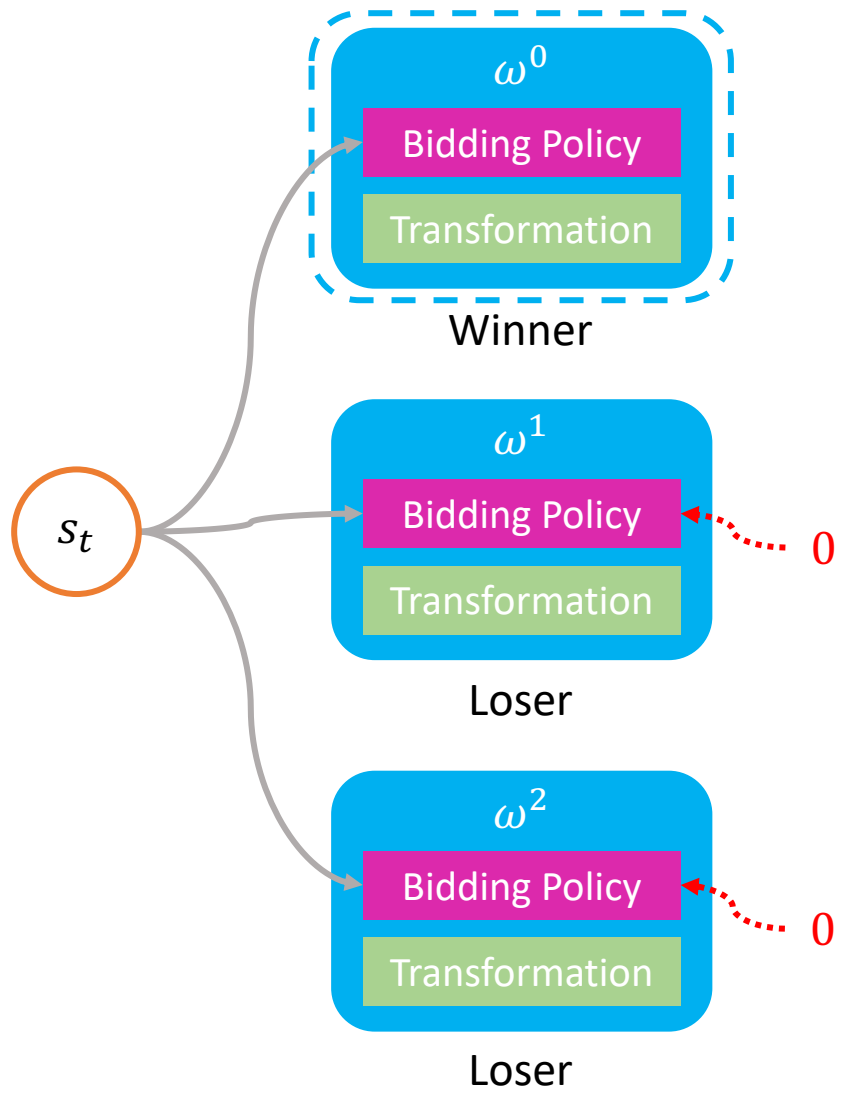 ω⁰
Bidding Policy
Transformation
Winner
s_t
ω¹
Bidding Policy
Transformation
0
Loser
ω²
Bidding Policy
Transformation
0
Loser